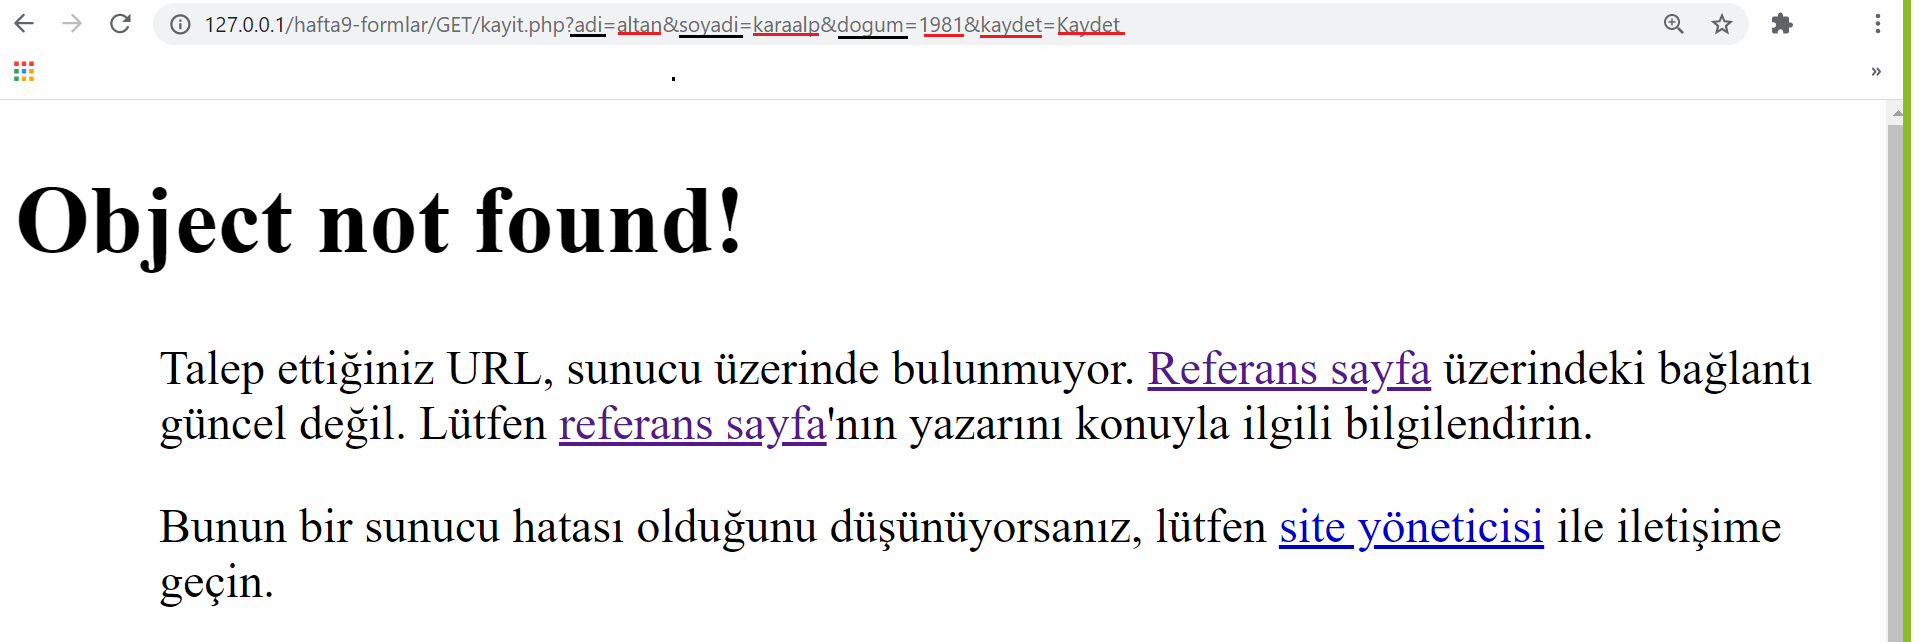 127.0.0.1/hafta9-formlar/GET/kayit.php?adi=altan&soyadi=karaalp&dogum=1981&kaydet=Kaydet
»
Object not found!
Talep ettiğiniz URL, sunucu üzerinde bulunmuyor. Referans sayfa üzerindeki bağlantı
güncel değil. Lütfen referans sayfa'nın yazarını konuyla ilgili bilgilendirin.
Bunun bir sunucu hatası olduğunu düşünüyorsanız, lütfen site yöneticisi ile iletişime
geçin.